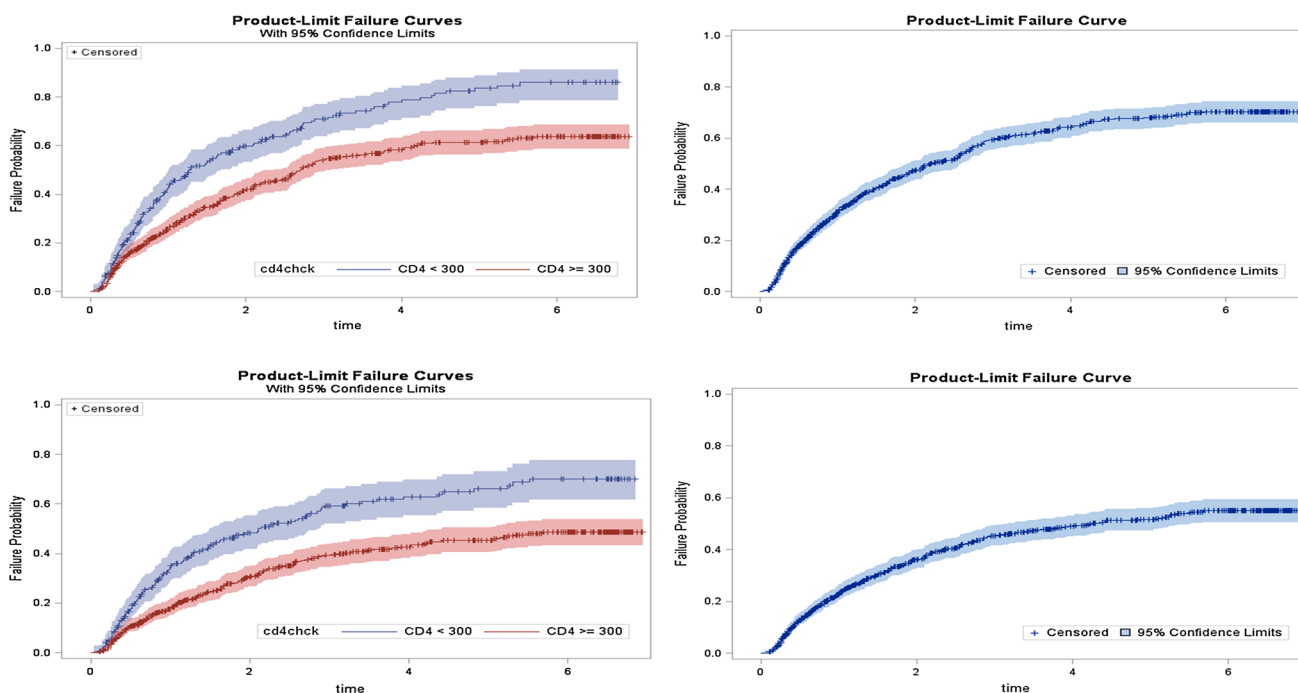 Product-Limit Failure Curves
With 95% Confidence Limits
+ Censored
Failure Probability
1.0
0.8
0.6
0.4
0.2
0.0
cd4chck CD4 < 300 CD4 >= 300
0 2 4 6
time
Product-Limit Failure Curve
Failure Probability
1.0
0.8
0.6
0.4
0.2
0.0
+ Censored 95% Confidence Limits
0 2 4 6
time
Product-Limit Failure Curves
With 95% Confidence Limits
+ Censored
Failure Probability
1.0
0.8
0.6
0.4
0.2
0.0
cd4chck CD4 < 300 CD4 >= 300
0 2 4 6
time
Product-Limit Failure Curve
Failure Probability
1.0
0.8
0.6
0.4
0.2
0.0
+ Censored 95% Confidence Limits
0 2 4 6
time